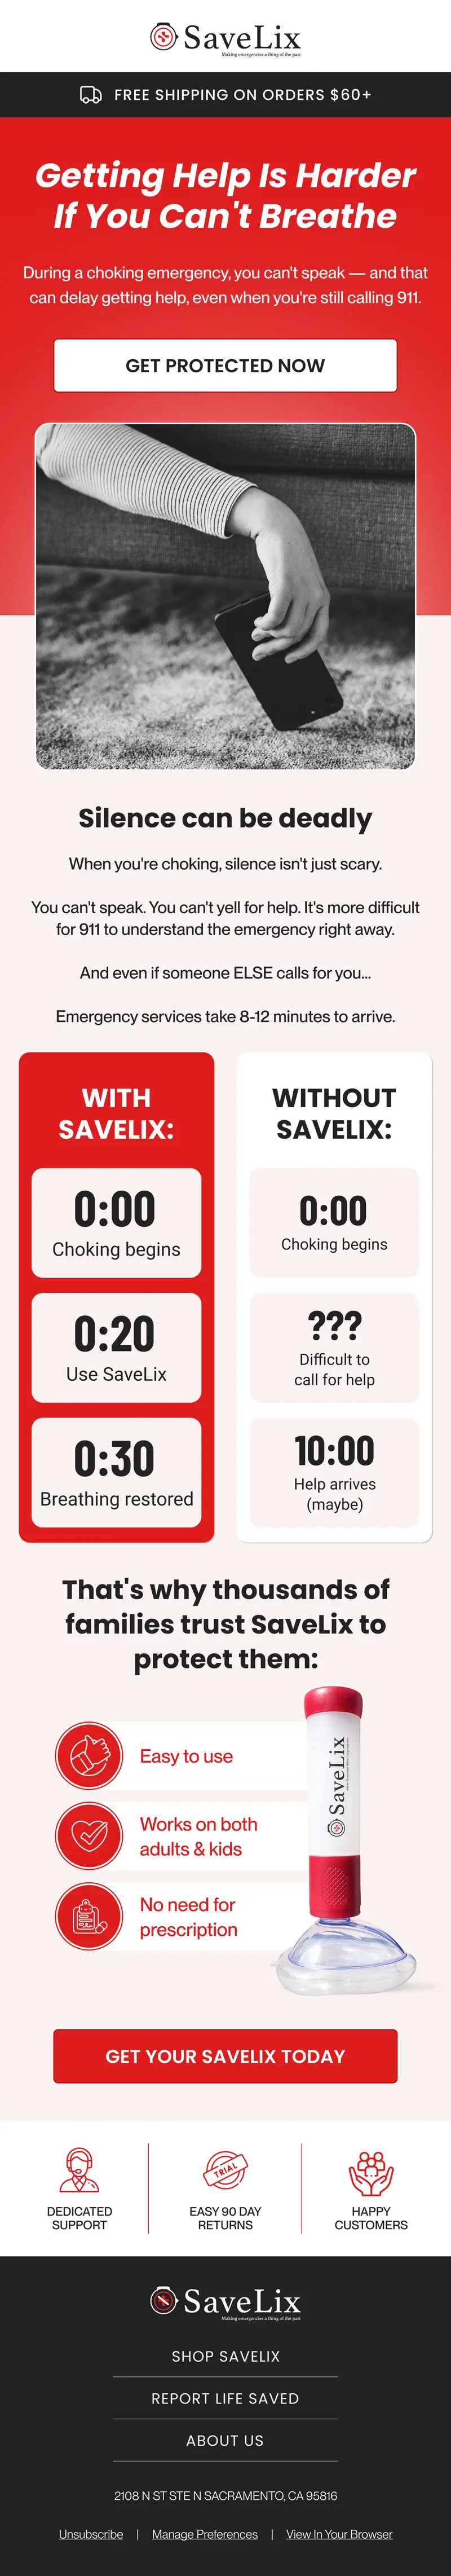 SaveLix
Making emergencies a thing of the past
FREE SHIPPING ON ORDERS $60+
Getting Help Is Harder
If You Can't Breathe
During a choking emergency, you can't speak — and that
can delay getting help, even when you're still calling 911.
GET PROTECTED NOW
Silence can be deadly
When you're choking, silence isn't just scary.
You can't speak. You can't yell for help. It's more difficult
for 911 to understand the emergency right away.
And even if someone ELSE calls for you...
Emergency services take 8-12 minutes to arrive.
WITH
SAVELIX:
0:00
Choking begins
0:20
Use SaveLix
0:30
Breathing restored
WITHOUT
SAVELIX:
0:00
Choking begins
???
Difficult to
call for help
10:00
Help arrives
(maybe)
That's why thousands of
families trust SaveLix to
protect them:
Easy to use
Works on both
adults & kids
No need for
prescription
SaveLix
GET YOUR SAVELIX TODAY
TRIAL
DEDICATED
SUPPORT
EASY 90 DAY
RETURNS
HAPPY
CUSTOMERS
SaveLix
Making emergencies a thing of the past
SHOP SAVELIX
REPORT LIFE SAVED
ABOUT US
2108 N ST STE N SACRAMENTO, CA 95816
Unsubscribe | Manage Preferences | View In Your Browser